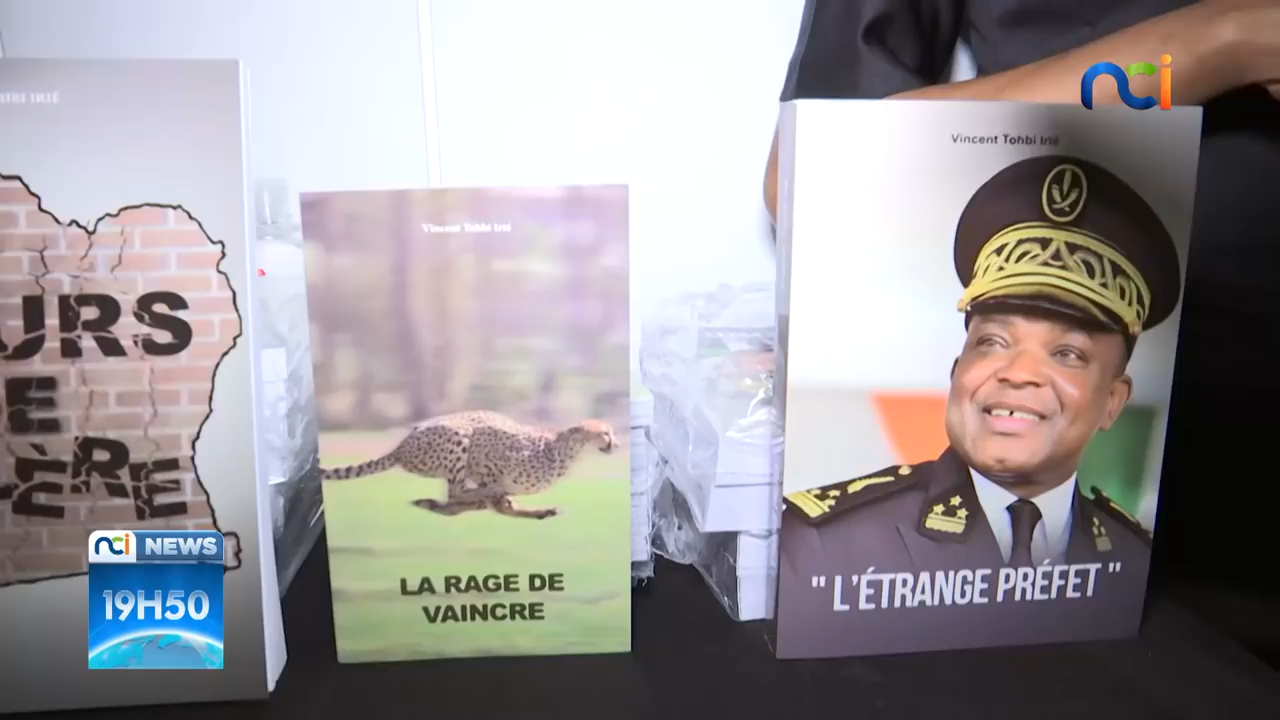 nci
IRIÉ
URS
E
ÈRE
Vincent Tohbi Irié
LA RAGE DE
VAINCRE
Vincent Tohbi Irié
" L'ÉTRANGE PRÉFET "
nci NEWS
19H50